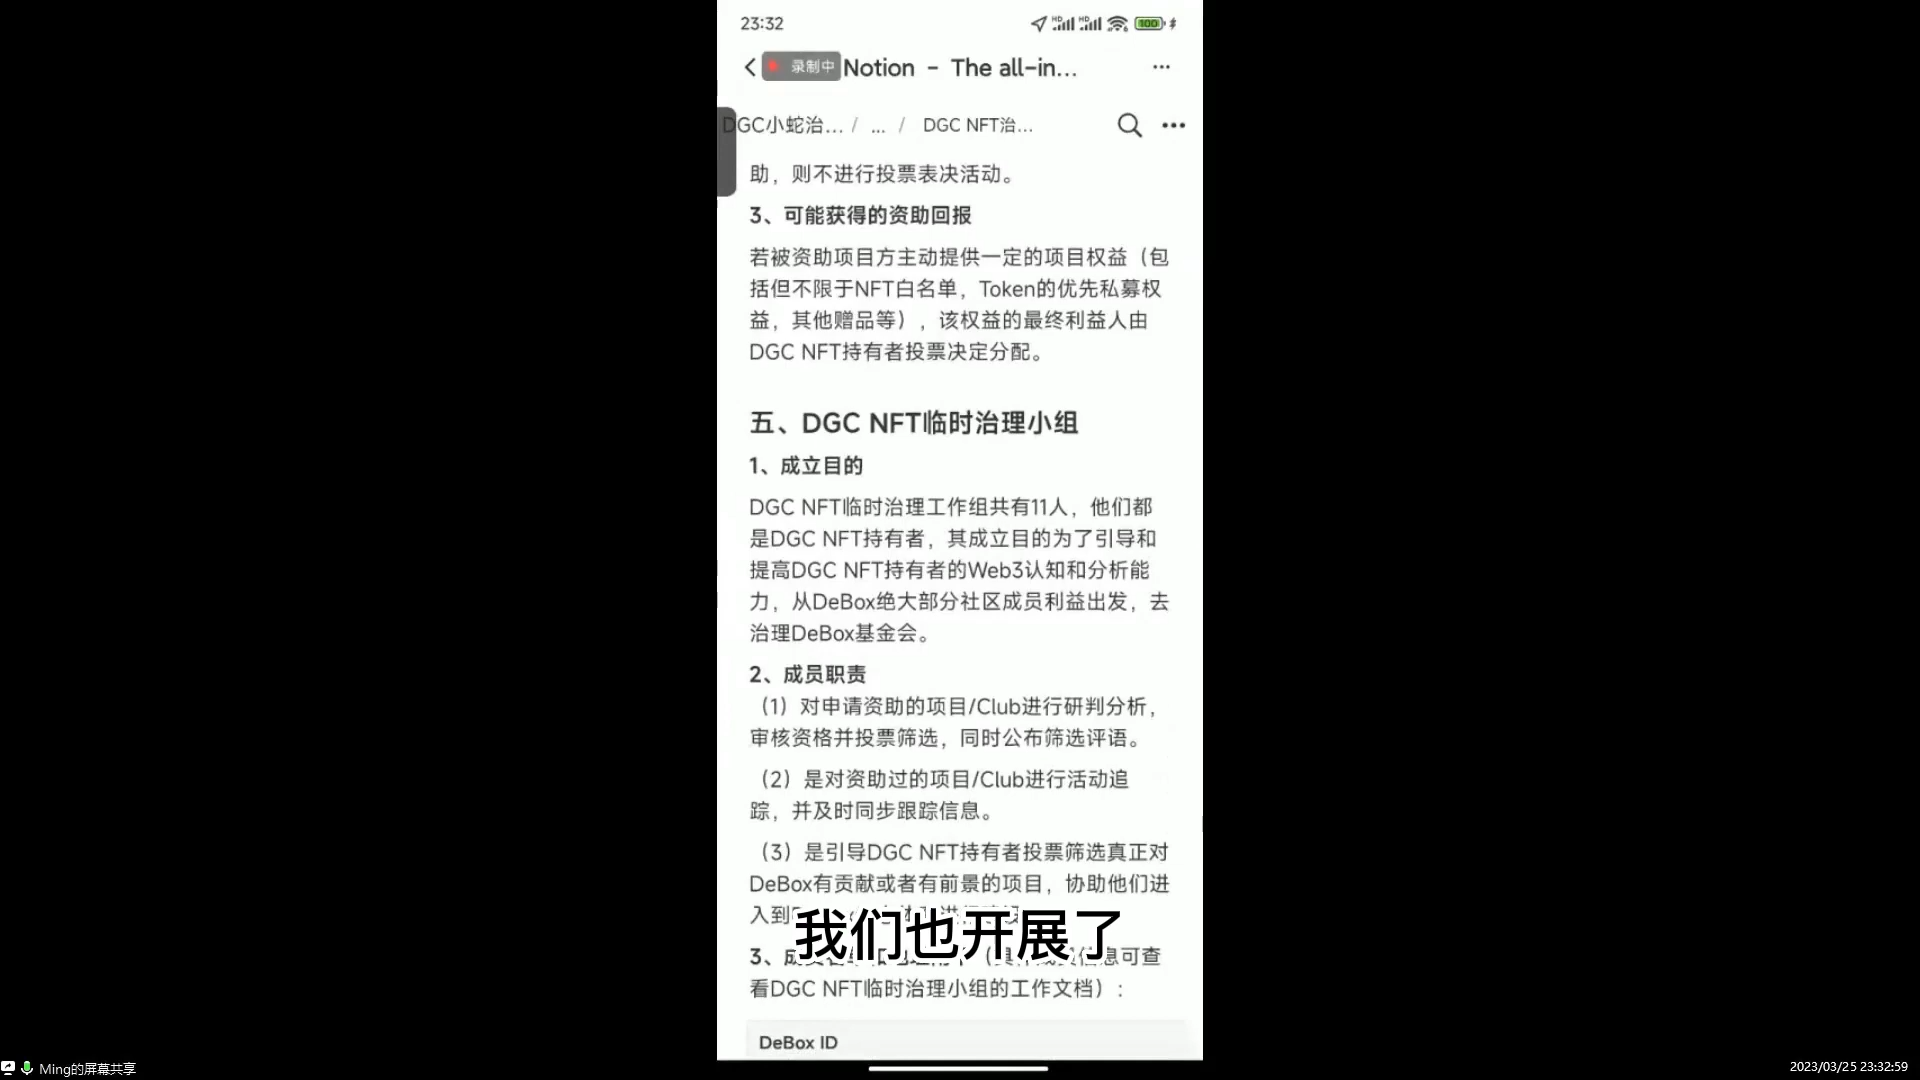 23:32
HD HD 100
录制中 Notion – The all-in...
DGC小蛇治... / ... / DGC NFT治...
助，则不进行投票表决活动。
3、可能获得的资助回报
若被资助项目方主动提供一定的项目权益（包
括但不限于NFT白名单，Token的优先私募权
益，其他赠品等），该权益的最终利益人由
DGC NFT持有者投票决定分配。
五、DGC NFT临时治理小组
1、成立目的
DGC NFT临时治理工作组共有11人，他们都
是DGC NFT持有者，其成立目的为了引导和
提高DGC NFT持有者的Web3认知和分析能
力，从DeBox绝大部分社区成员利益出发，去
治理DeBox基金会。
2、成员职责
（1）对申请资助的项目/Club进行研判分析，
审核资格并投票筛选，同时公布筛选评语。
（2）是对资助过的项目/Club进行活动追
踪，并及时同步跟踪信息。
（3）是引导DGC NFT持有者投票筛选真正对
DeBox有贡献或者有前景的项目，协助他们进
入到
我们也开展了
3、成 息可查
看DGC NFT临时治理小组的工作文档）：
DeBox ID
Ming的屏幕共享
2023/03/25 23:32:59